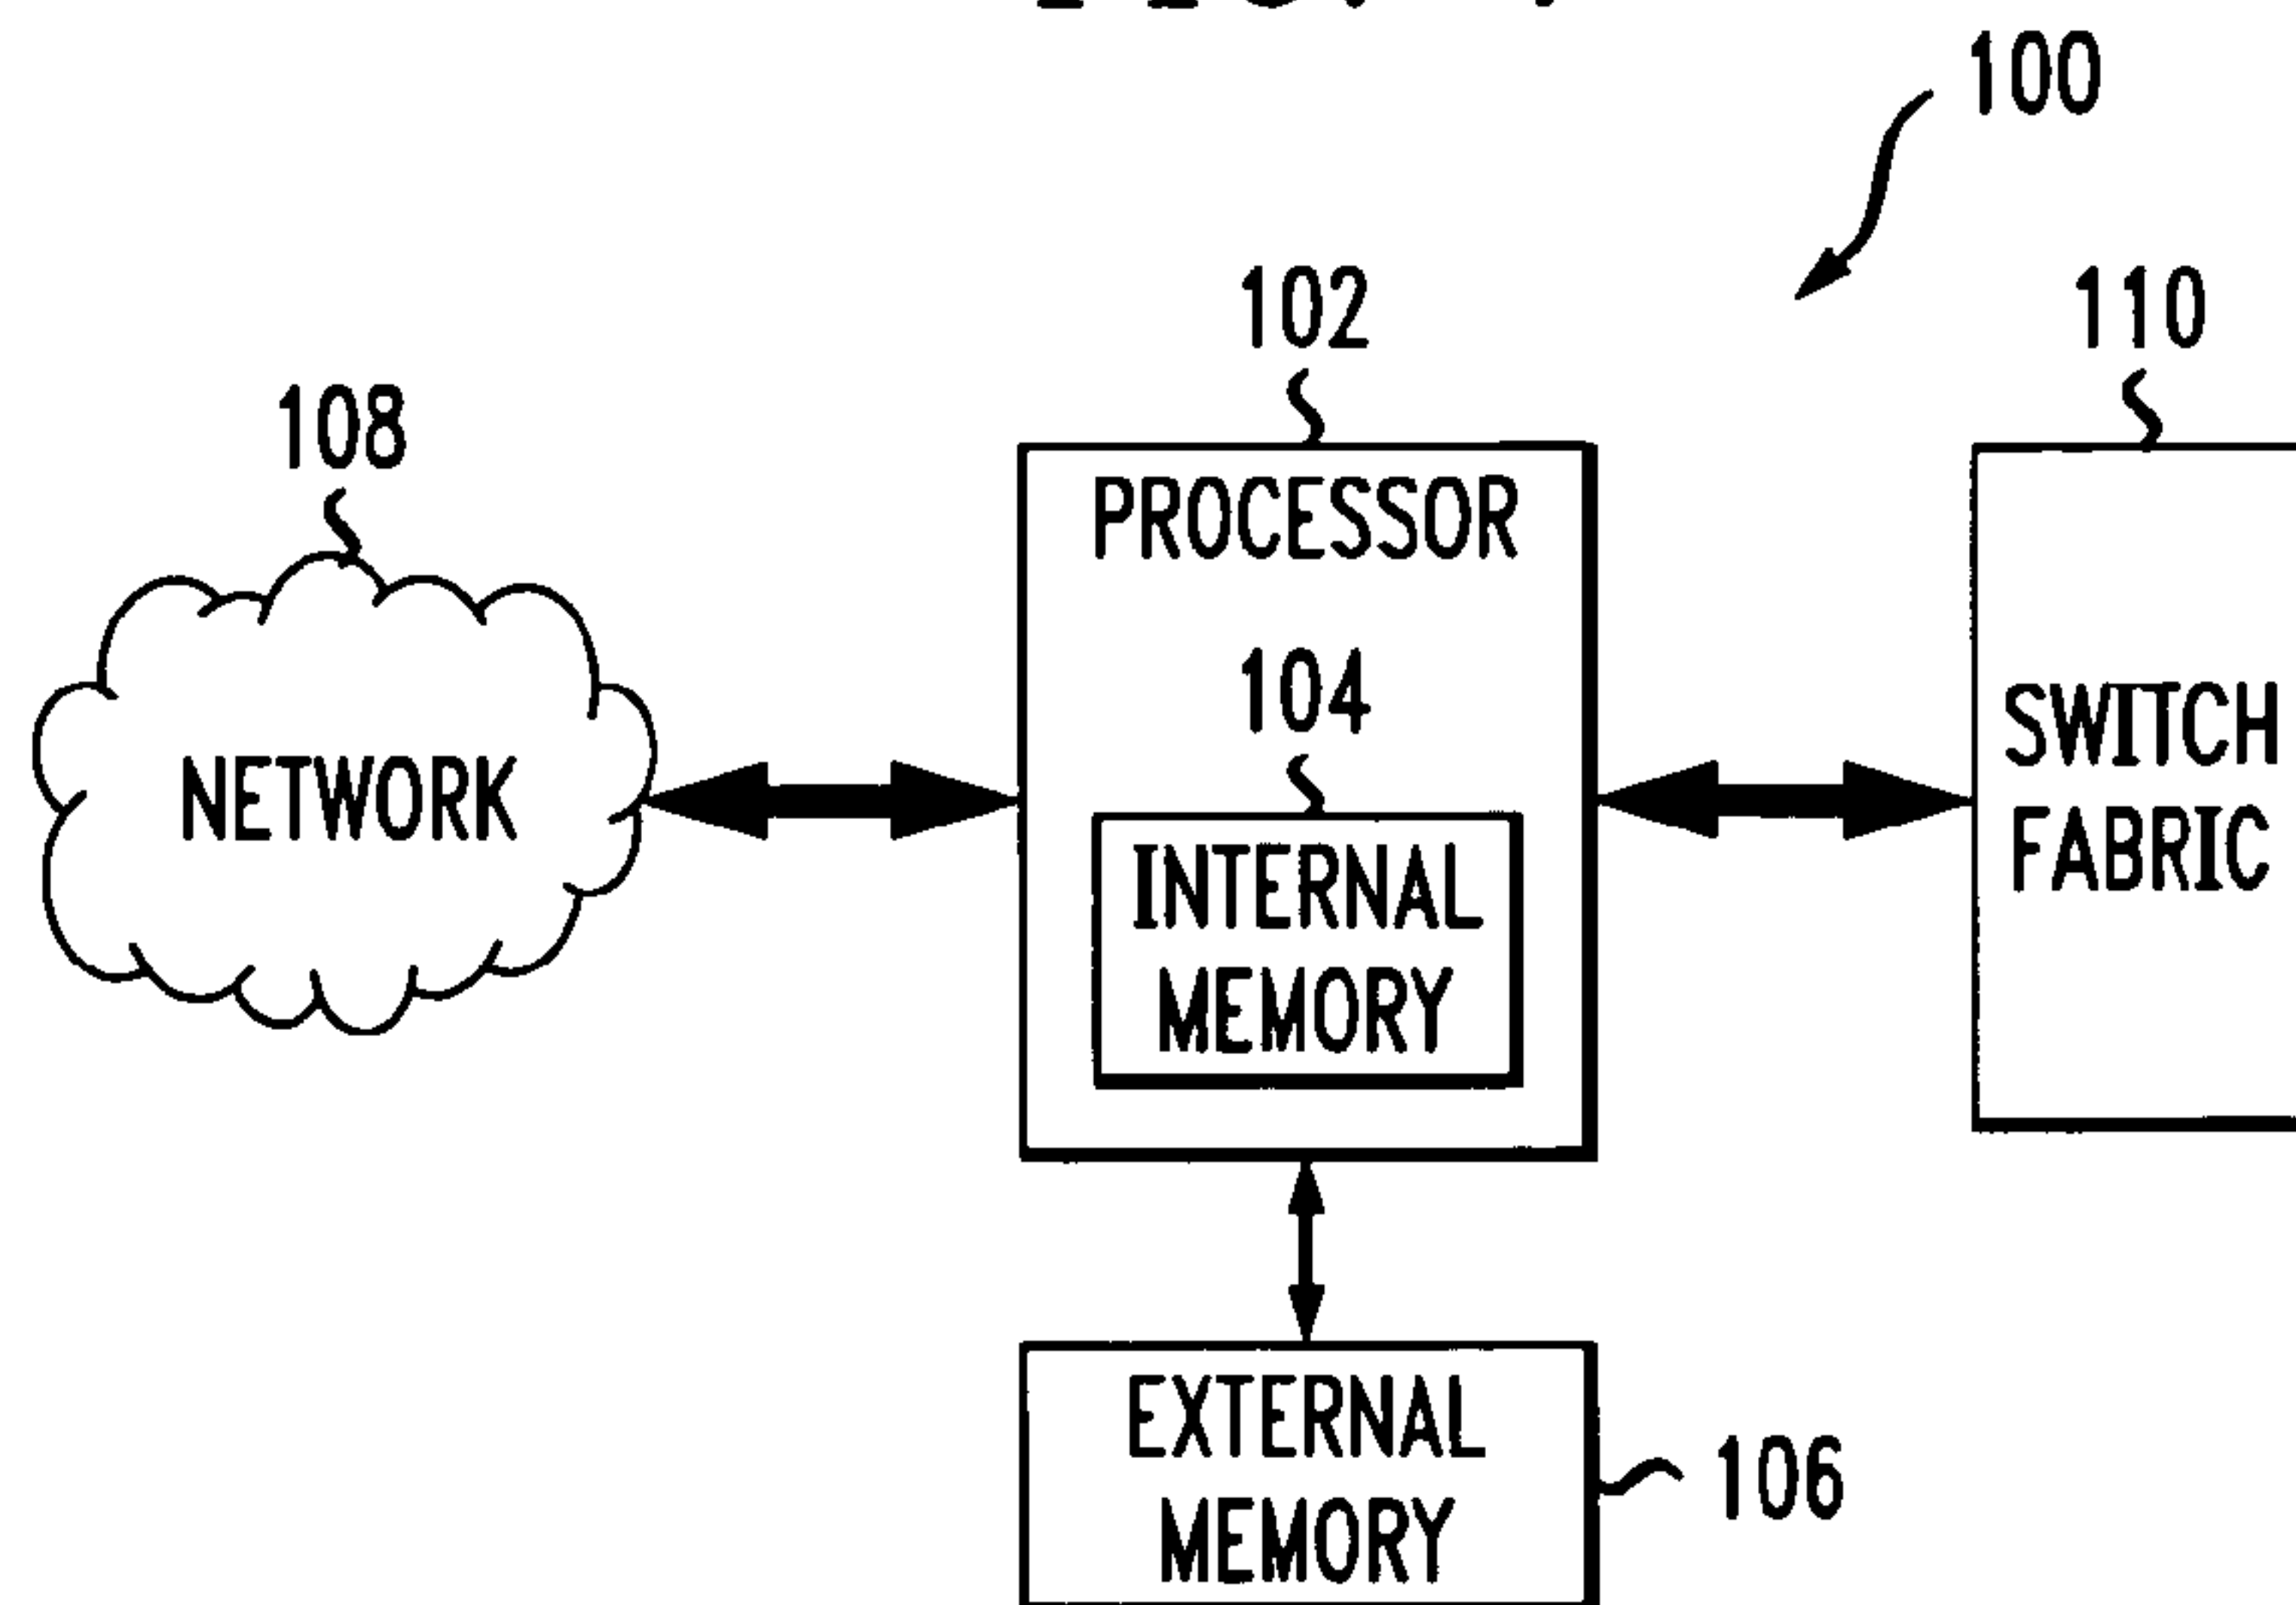 100
102
110
108
PROCESSOR
104
NETWORK
SWITCH
FABRIC
INTERNAL
MEMORY
EXTERNAL
MEMORY
106